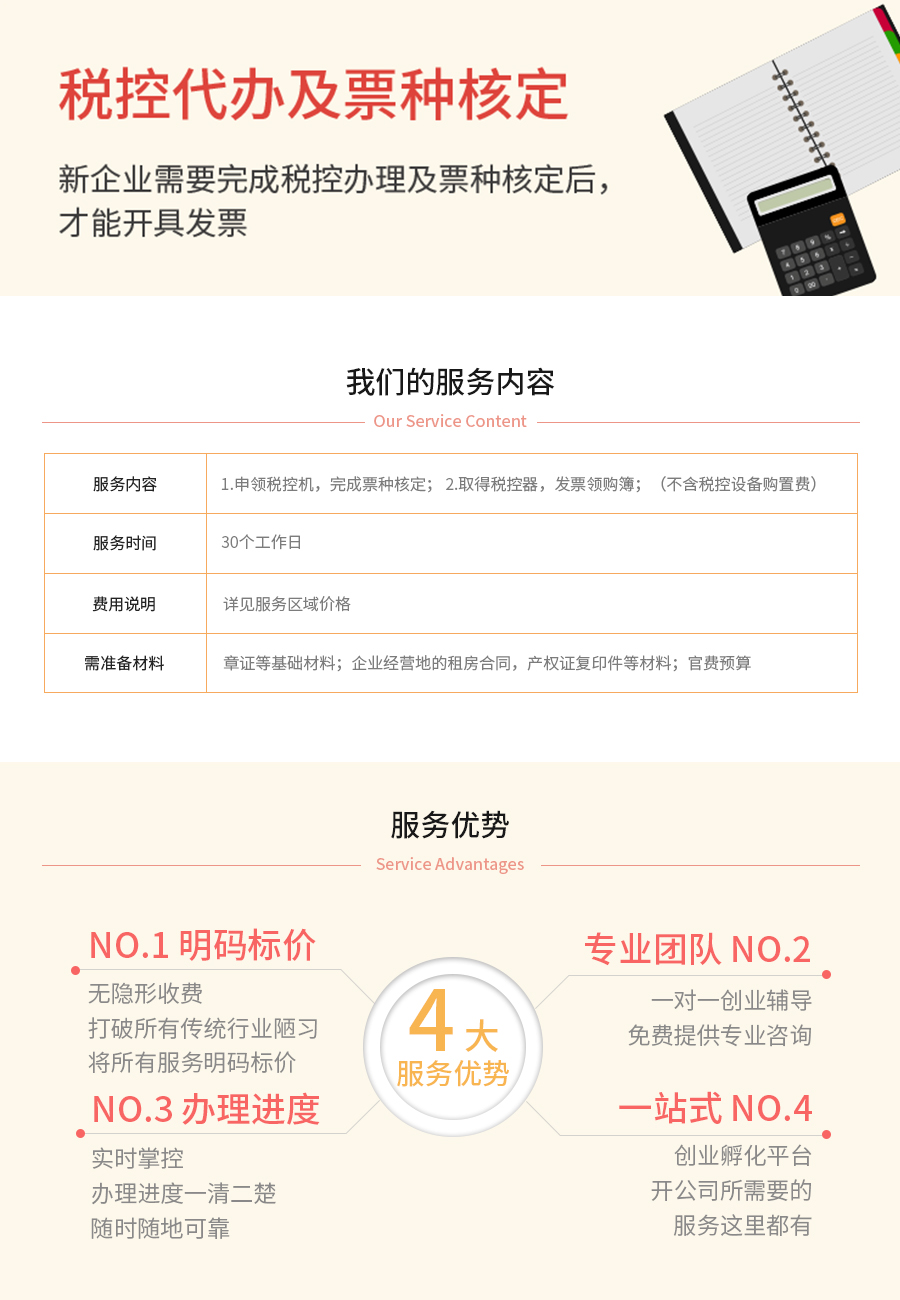 税控代办及票种核定
新企业需要完成税控办理及票种核定后，
才能开具发票
我们的服务内容
Our Service Content
服务内容
1.申领税控机，完成票种核定； 2.取得税控器，发票领购簿；（不含税控设备购置费）
服务时间
30个工作日
费用说明
详见服务区域价格
需准备材料
章证等基础材料；企业经营地的租房合同，产权证复印件等材料；官费预算
服务优势
Service Advantages
NO.1 明码标价
无隐形收费
打破所有传统行业陋习
将所有服务明码标价
专业团队 NO.2
一对一创业辅导
免费提供专业咨询
4 大
服务优势
NO.3 办理进度
实时掌控
办理进度一清二楚
随时随地可靠
一站式 NO.4
创业孵化平台
开公司所需要的
服务这里都有